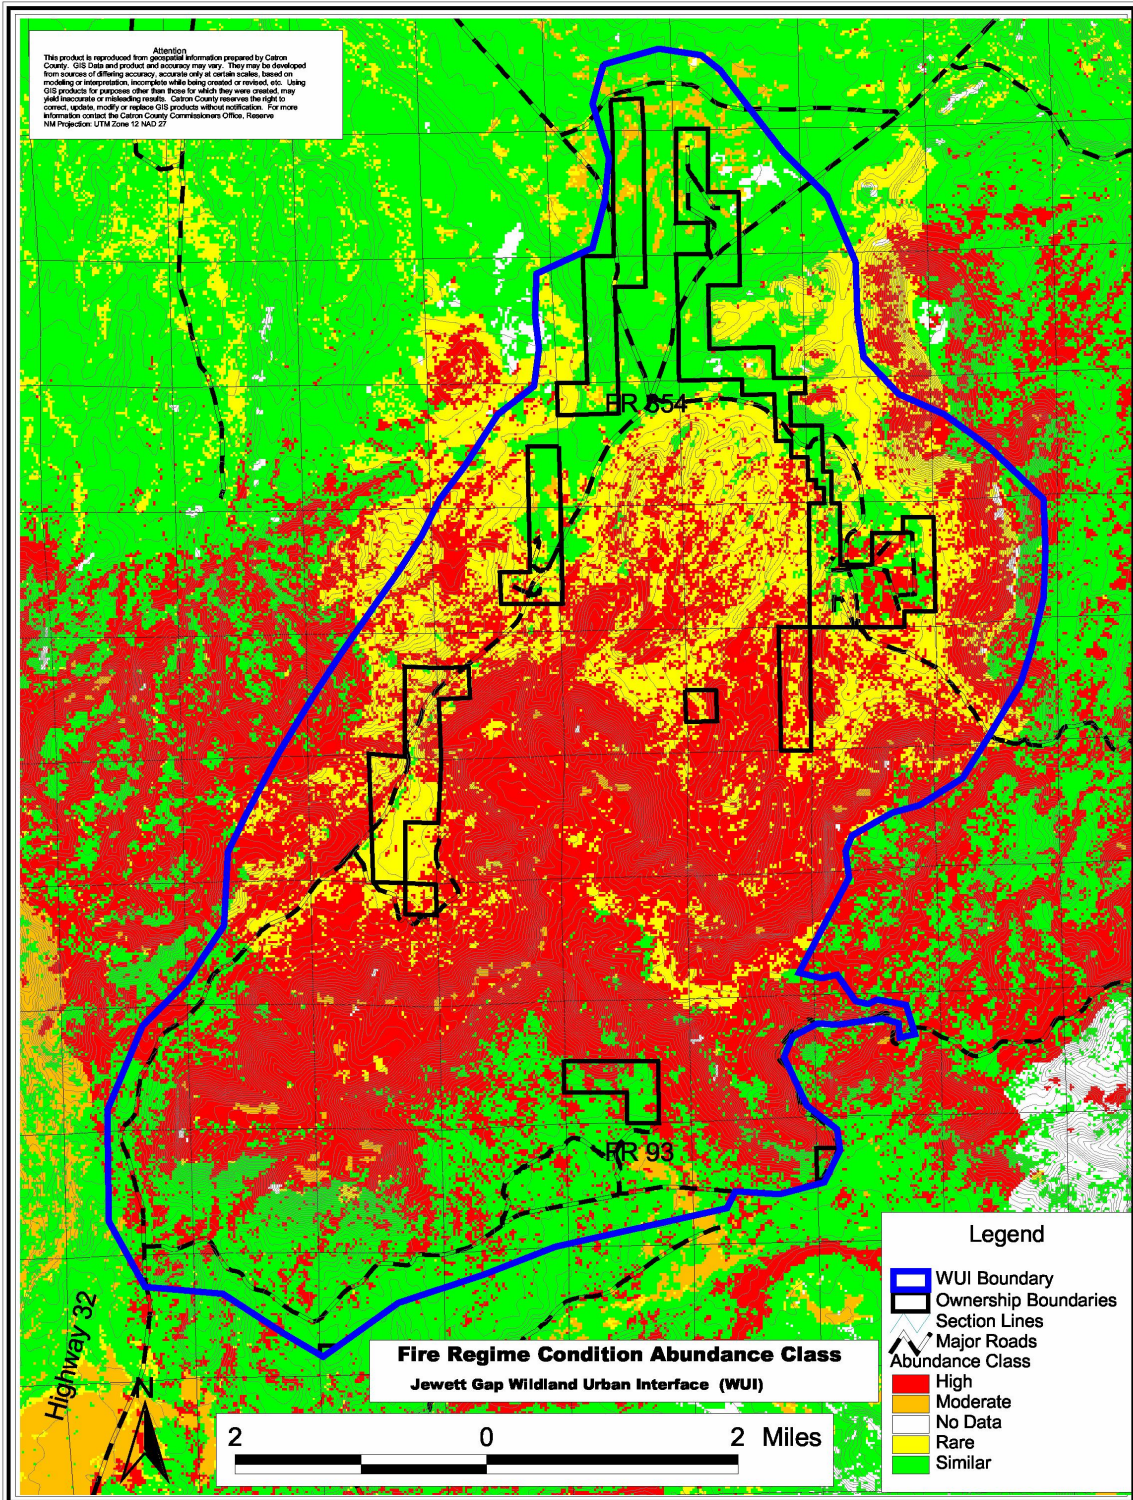 Attention
This product is reproduced from geospatial information prepared by Catron
County. GIS Data and product and accuracy may vary. They may be developed
from sources of differing accuracy, accurate only at certain scales, based on
modeling or interpretation, incomplete while being created or revised, etc. Using
GIS products for purposes other than those for which they were created, may
yield inaccurate or misleading results. Catron County reserves the right to
correct, update, modify or replace GIS products without notification. For more
information contact the Catron County Commissioners Office, Reserve
NM Projection: UTM Zone 12 NAD 27
FR 854
FR 93
Highway 32
N
Legend
WUI Boundary
Ownership Boundaries
Section Lines
Major Roads
Abundance Class
High
Moderate
No Data
Rare
Similar
Fire Regime Condition Abundance Class
Jewett Gap Wildland Urban Interface (WUI)
2 0 2 Miles